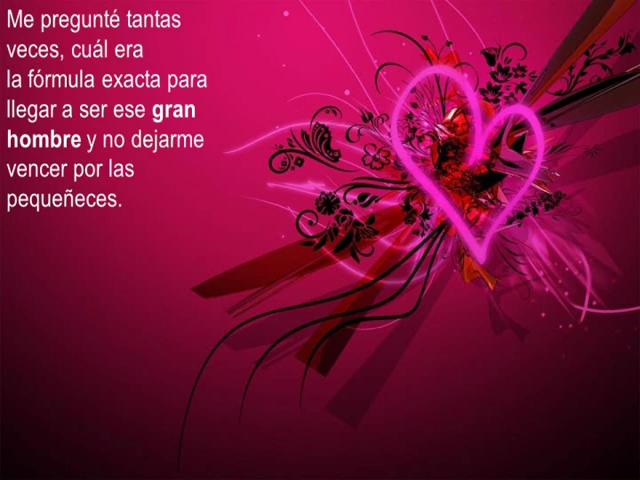 Me pregunté tantas
veces, cuál era
la fórmula exacta para
llegar a ser ese gran
hombre y no dejarme
vencer por las
pequeñeces.